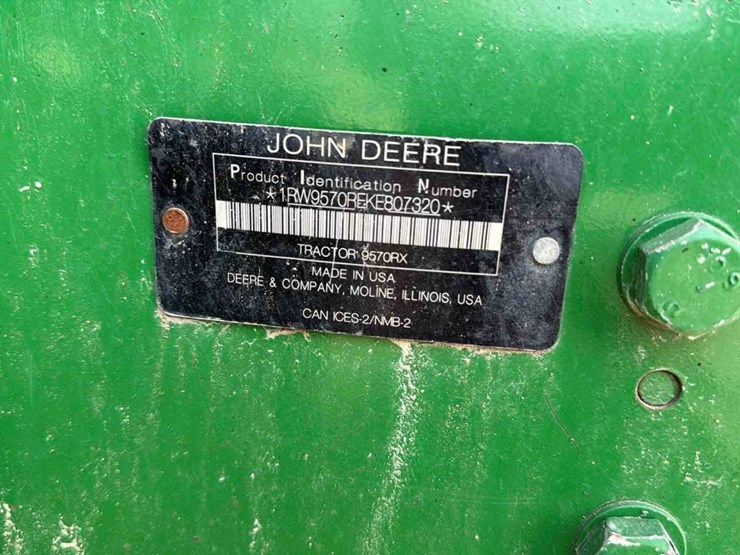 JOHN DEERE
Product Identification Number
*1RW9570REKE807320*
TRACTOR 9570RX
MADE IN USA
DEERE & COMPANY, MOLINE, ILLINOIS, USA
CAN ICES-2/NMB-2